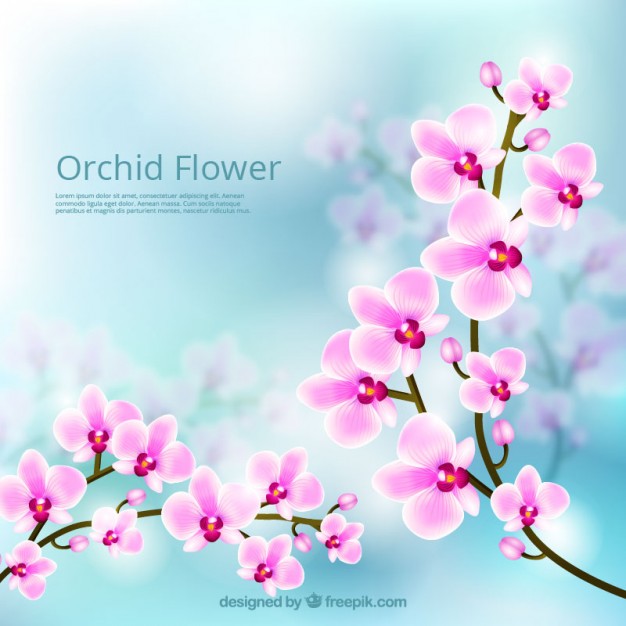 Orchid Flower
Lorem ipsum dolor sit amet, consectetuer adipiscing elit. Aenean
commodo ligula eget dolor. Aenean massa. Cum sociis natoque
penatibus et magnis dis parturient montes, nascetur ridiculus mus.
designed by freepik.com